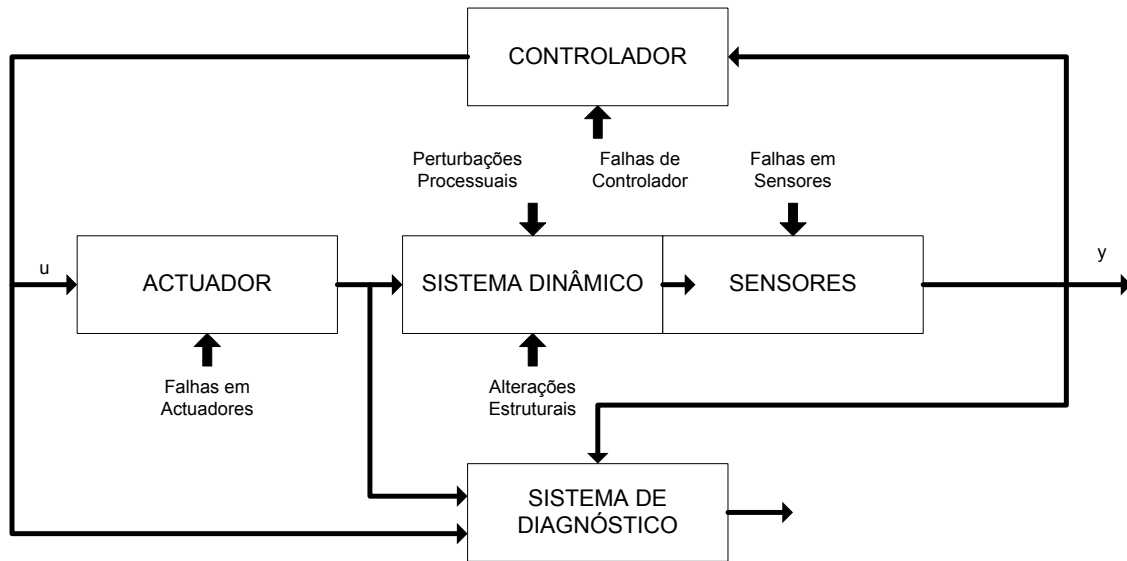 CONTROLADOR
Perturbações
Processuais
Falhas de
Controlador
Falhas em
Sensores
u
ACTUADOR
SISTEMA DINÂMICO
SENSORES
y
Falhas em
Actuadores
Alterações
Estruturais
SISTEMA DE
DIAGNÓSTICO